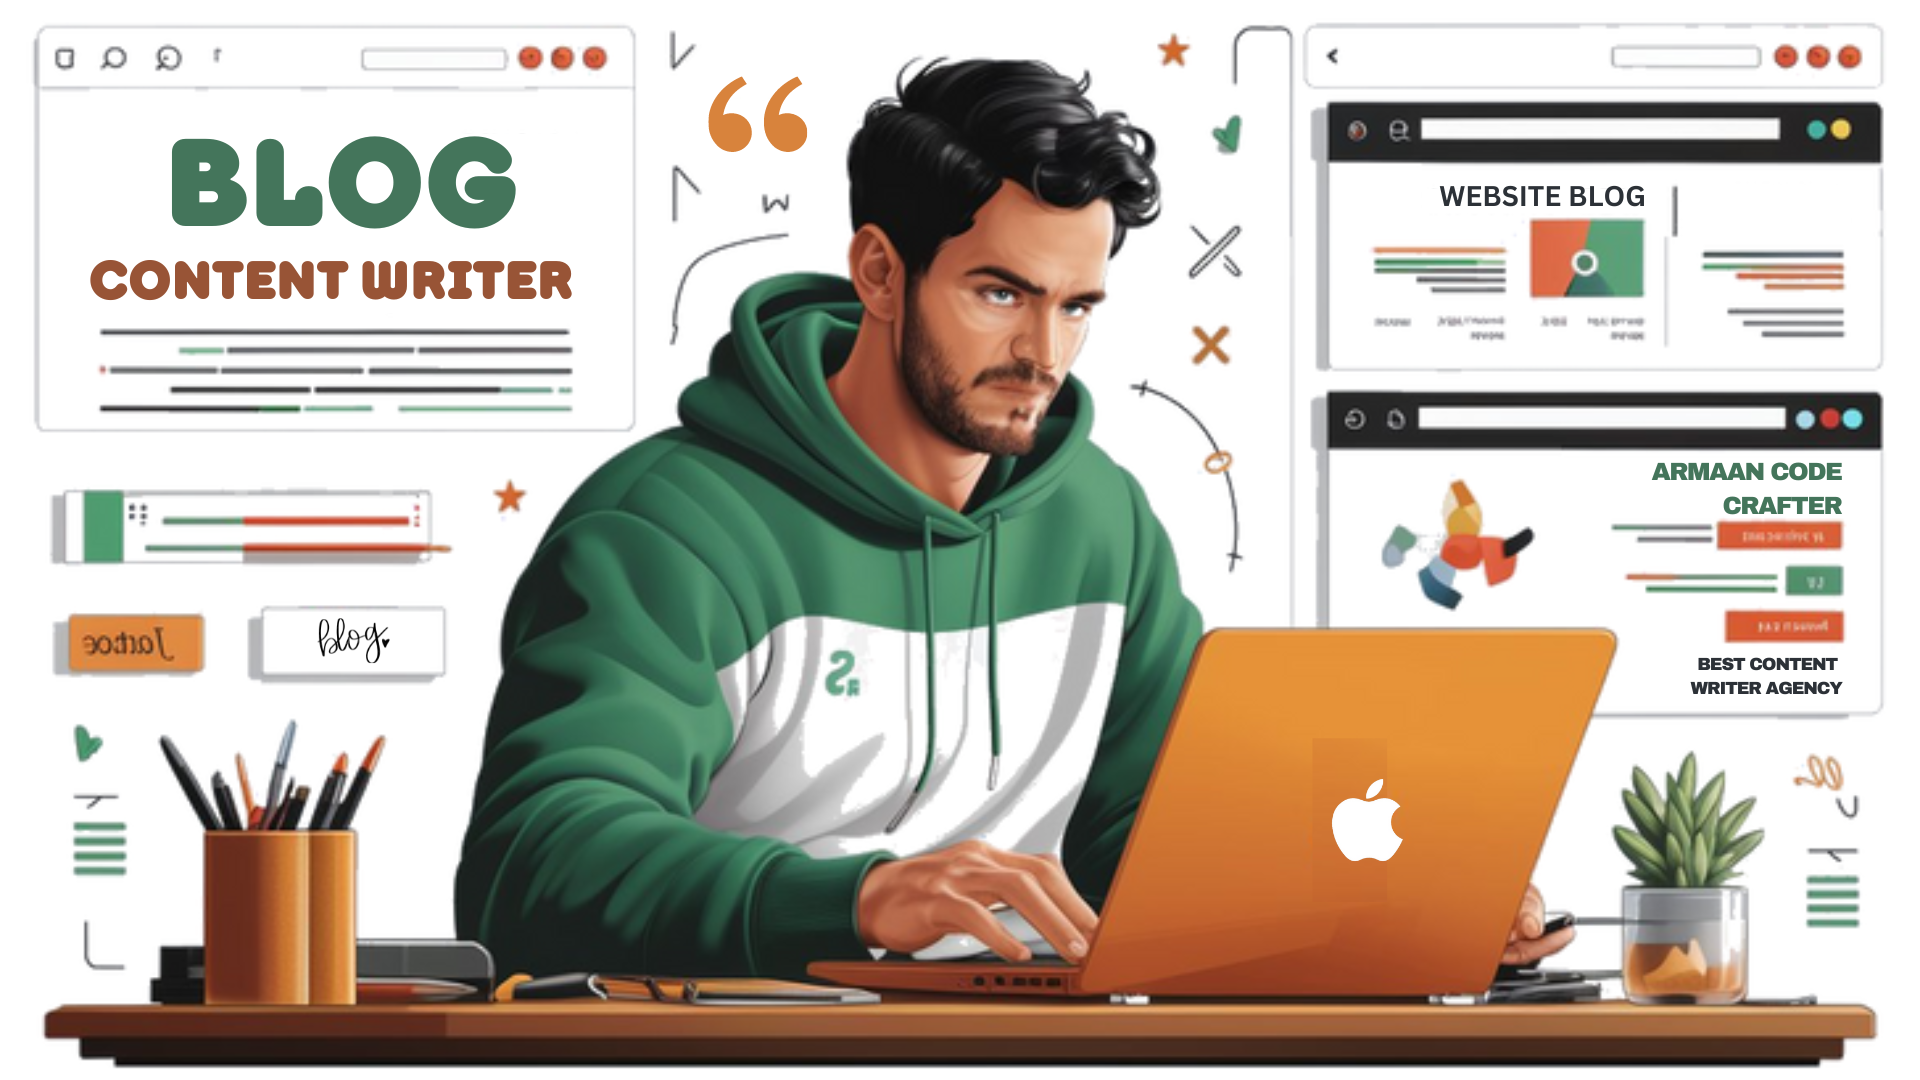 BLOG
CONTENT WRITER
blog
WEBSITE BLOG
ARMAAN CODE
CRAFTER
BEST CONTENT
WRITER AGENCY